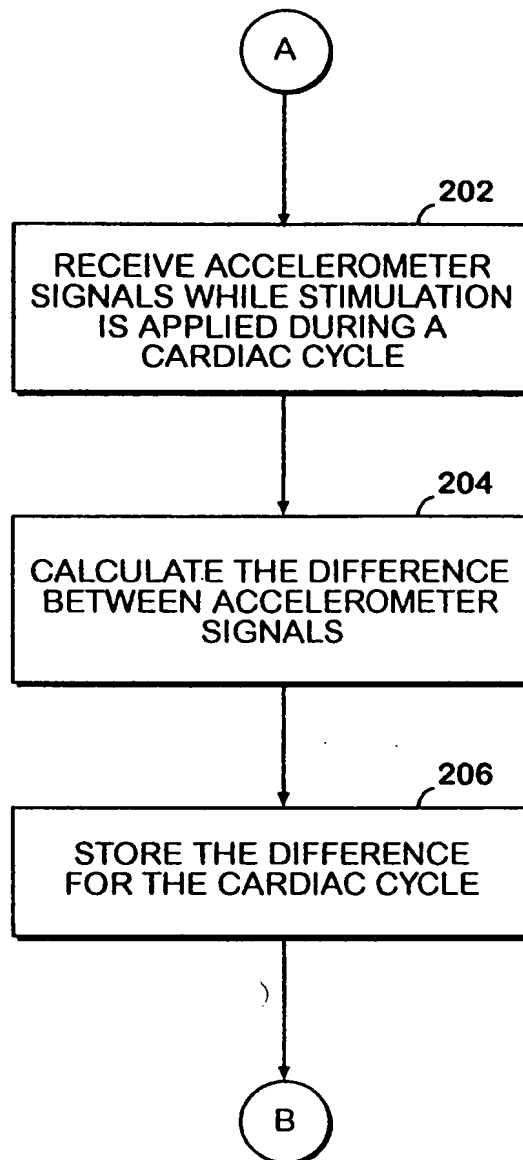 A
202
RECEIVE ACCELEROMETER
SIGNALS WHILE STIMULATION
IS APPLIED DURING A
CARDIAC CYCLE
204
CALCULATE THE DIFFERENCE
BETWEEN ACCELEROMETER
SIGNALS
206
STORE THE DIFFERENCE
FOR THE CARDIAC CYCLE
B